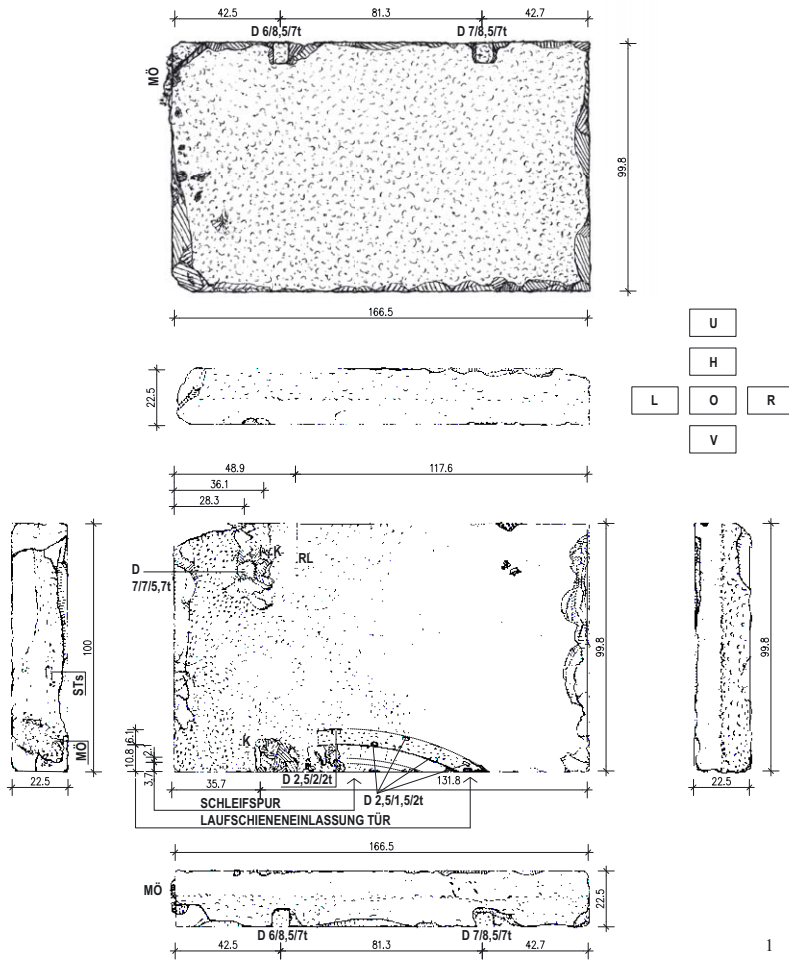 42.5 81.3 42.7
D 6/8,5/7t D 7/8,5/7t
MÖ
99.8
166.5
U
H
L O R
V
22.5
48.9 117.6
36.1
28.3
K
RL
D
7/7/5,7t
100
STs
MÖ
22.5
99.8
99.8
22.5
10.8 6.1
3.7 2.1
K
D 2,5/2/2t
D 2,5/1,5/2t
35.7 131.8
SCHLEIFSPUR
LAUFSCHIENENEINLASSUNG TÜR
166.5
MÖ
22.5
D 6/8,5/7t D 7/8,5/7t
42.5 81.3 42.7
1